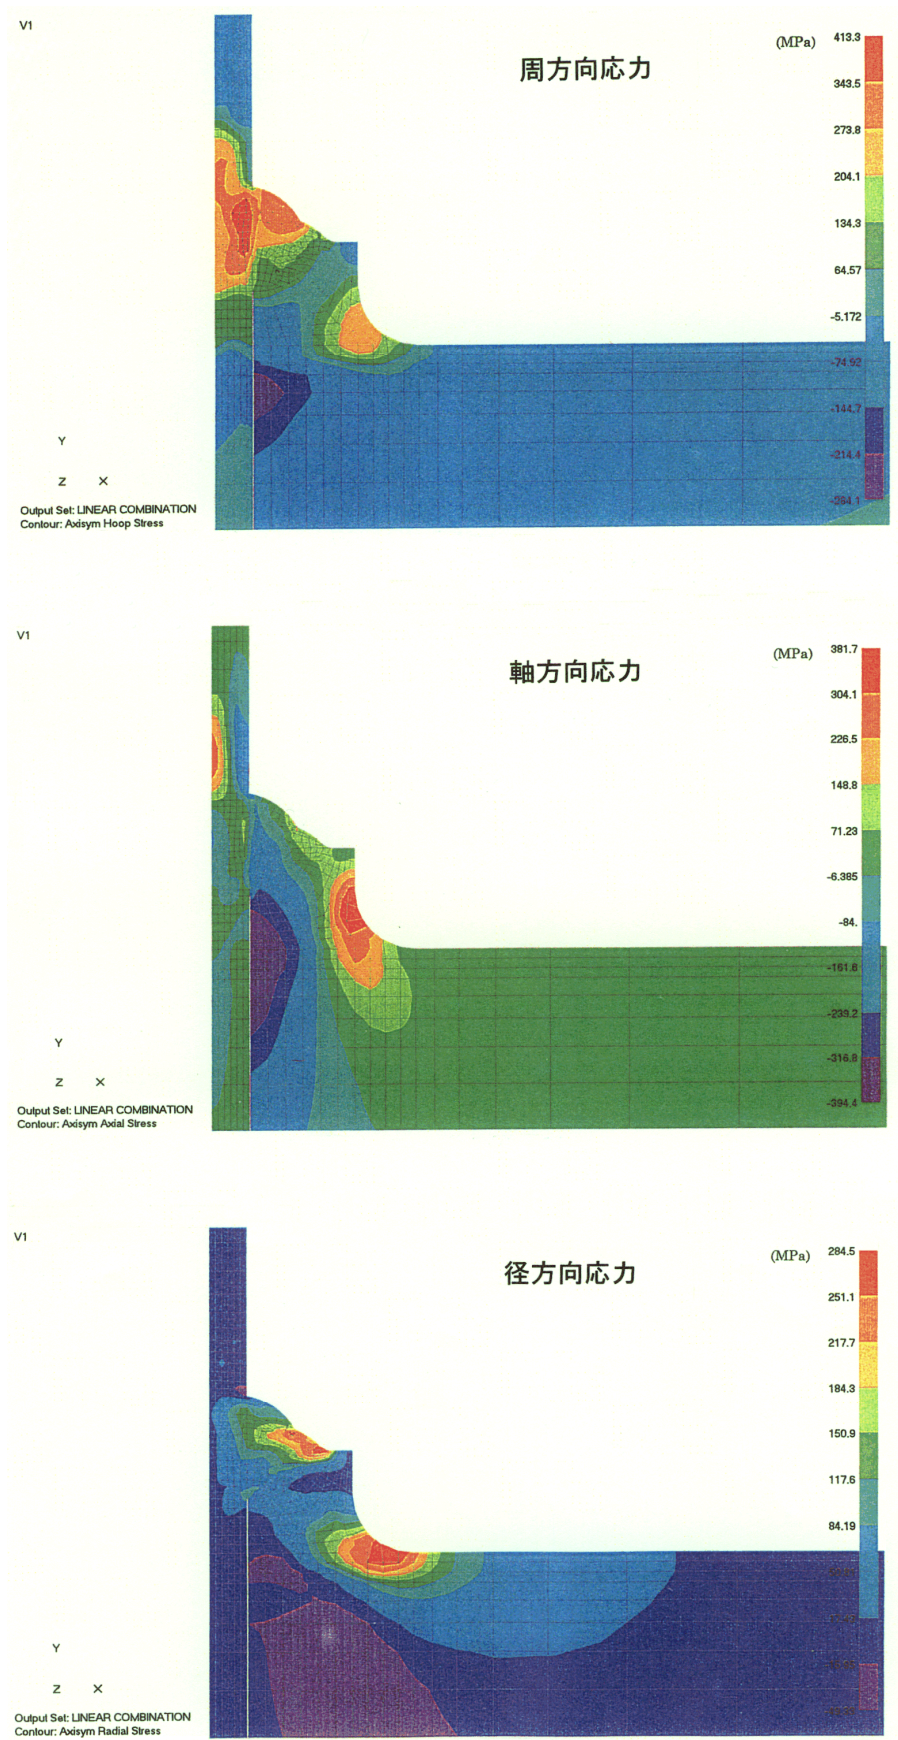 V1
周方向応力
(MPa)
413.3
343.5
273.8
204.1
134.3
64.57
-5.172
-74.92
-144.7
-214.4
-284.1
Y
Z X
Output Set: LINEAR COMBINATION
Contour: Axisym Hoop Stress
V1
軸方向応力
(MPa)
381.7
304.1
226.5
148.8
71.23
-6.385
-84.
-161.6
-239.2
-316.8
-394.4
Y
Z X
Output Set: LINEAR COMBINATION
Contour: Axisym Axial Stress
V1
径方向応力
(MPa)
284.5
251.1
217.7
184.3
150.9
117.6
84.19
Y
Z X
Output Set: LINEAR COMBINATION
Contour: Axisym Radial Stress